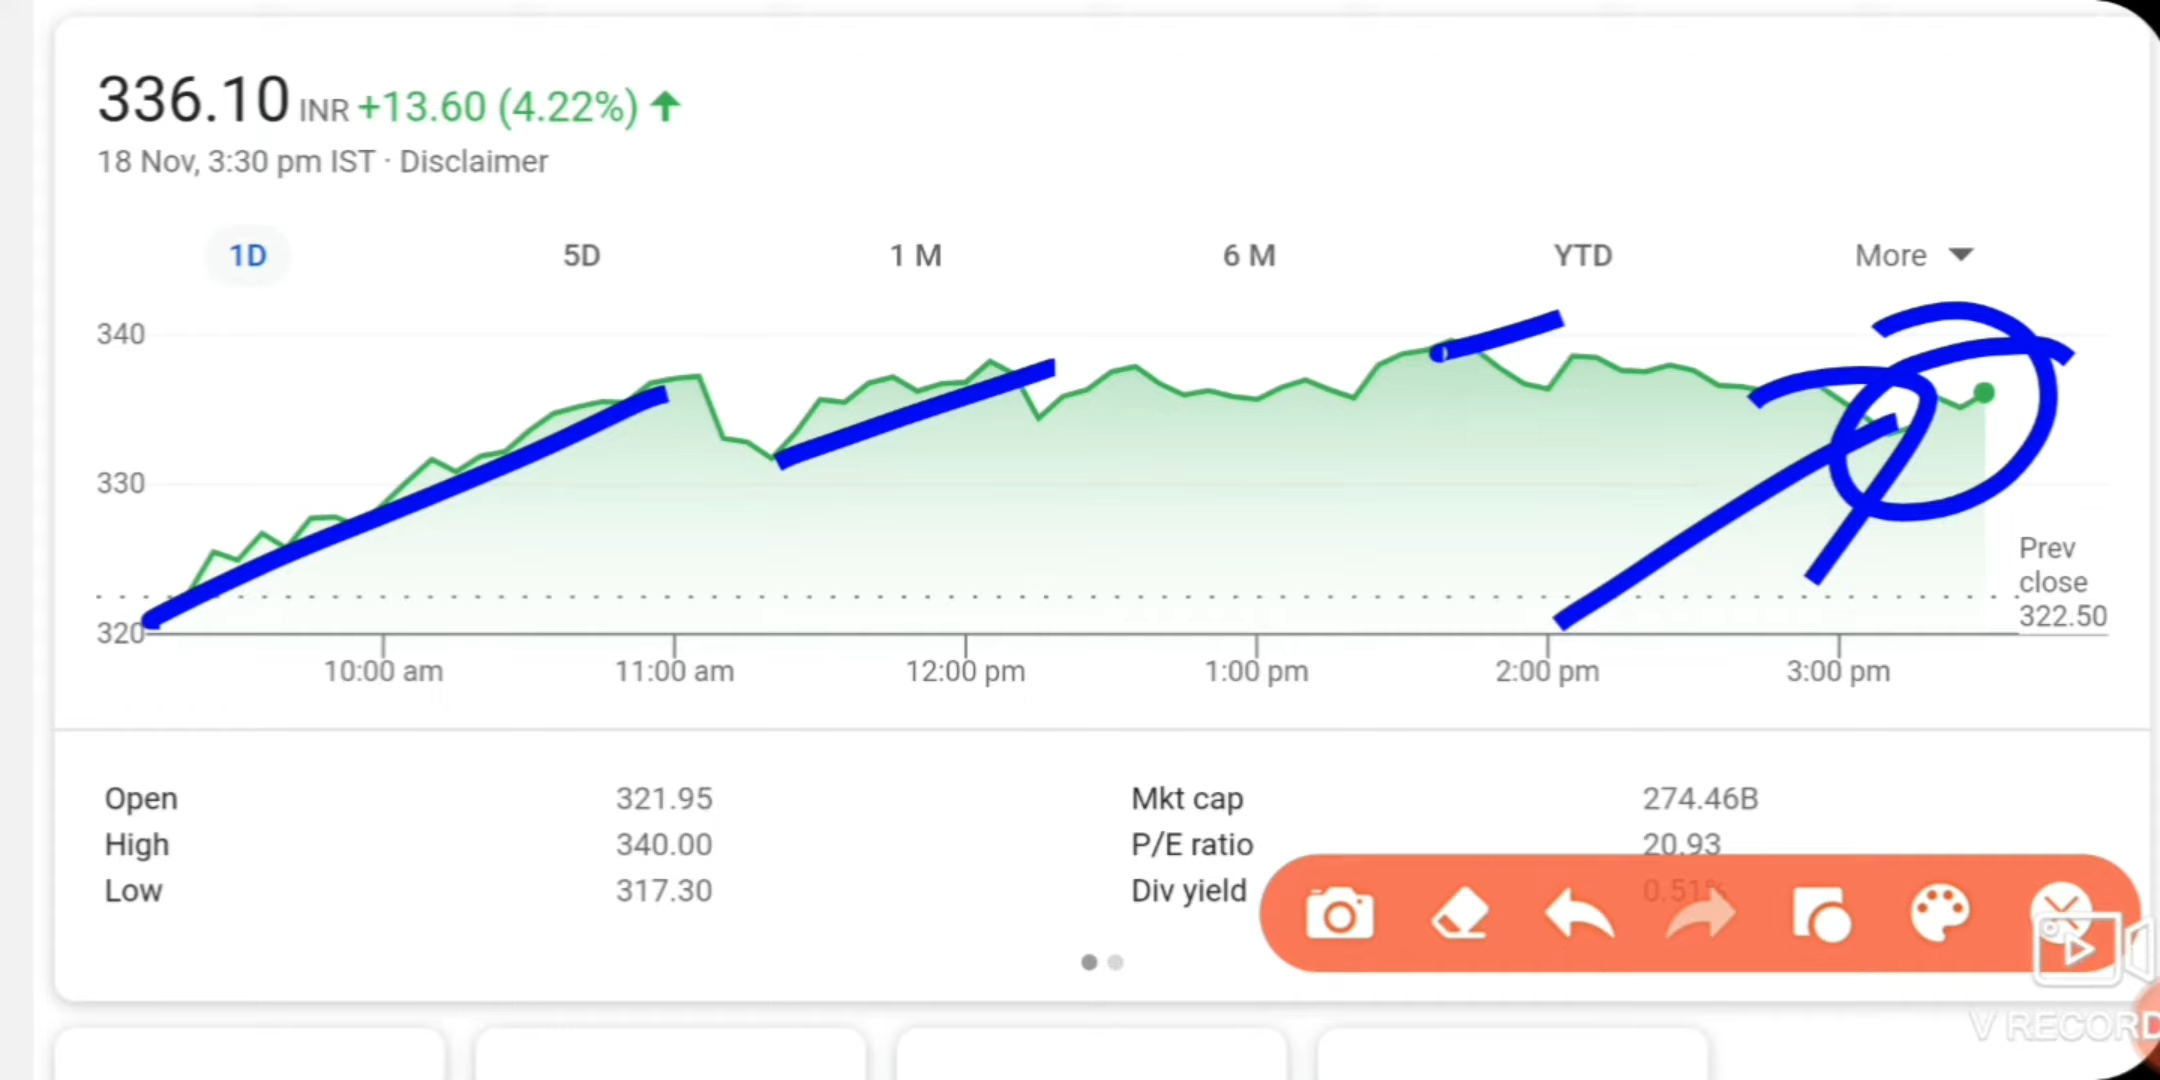 336.10 INR +13.60 (4.22%)
18 Nov, 3:30 pm IST · Disclaimer
1D 5D 1 M 6 M YTD More
340
330
320
Prev
close
322.50
10:00 am 11:00 am 12:00 pm 1:00 pm 2:00 pm 3:00 pm
Open 321.95 Mkt cap 274.46B
High 340.00 P/E ratio 20.93
Low 317.30 Div yield 0.51%
V RECORD